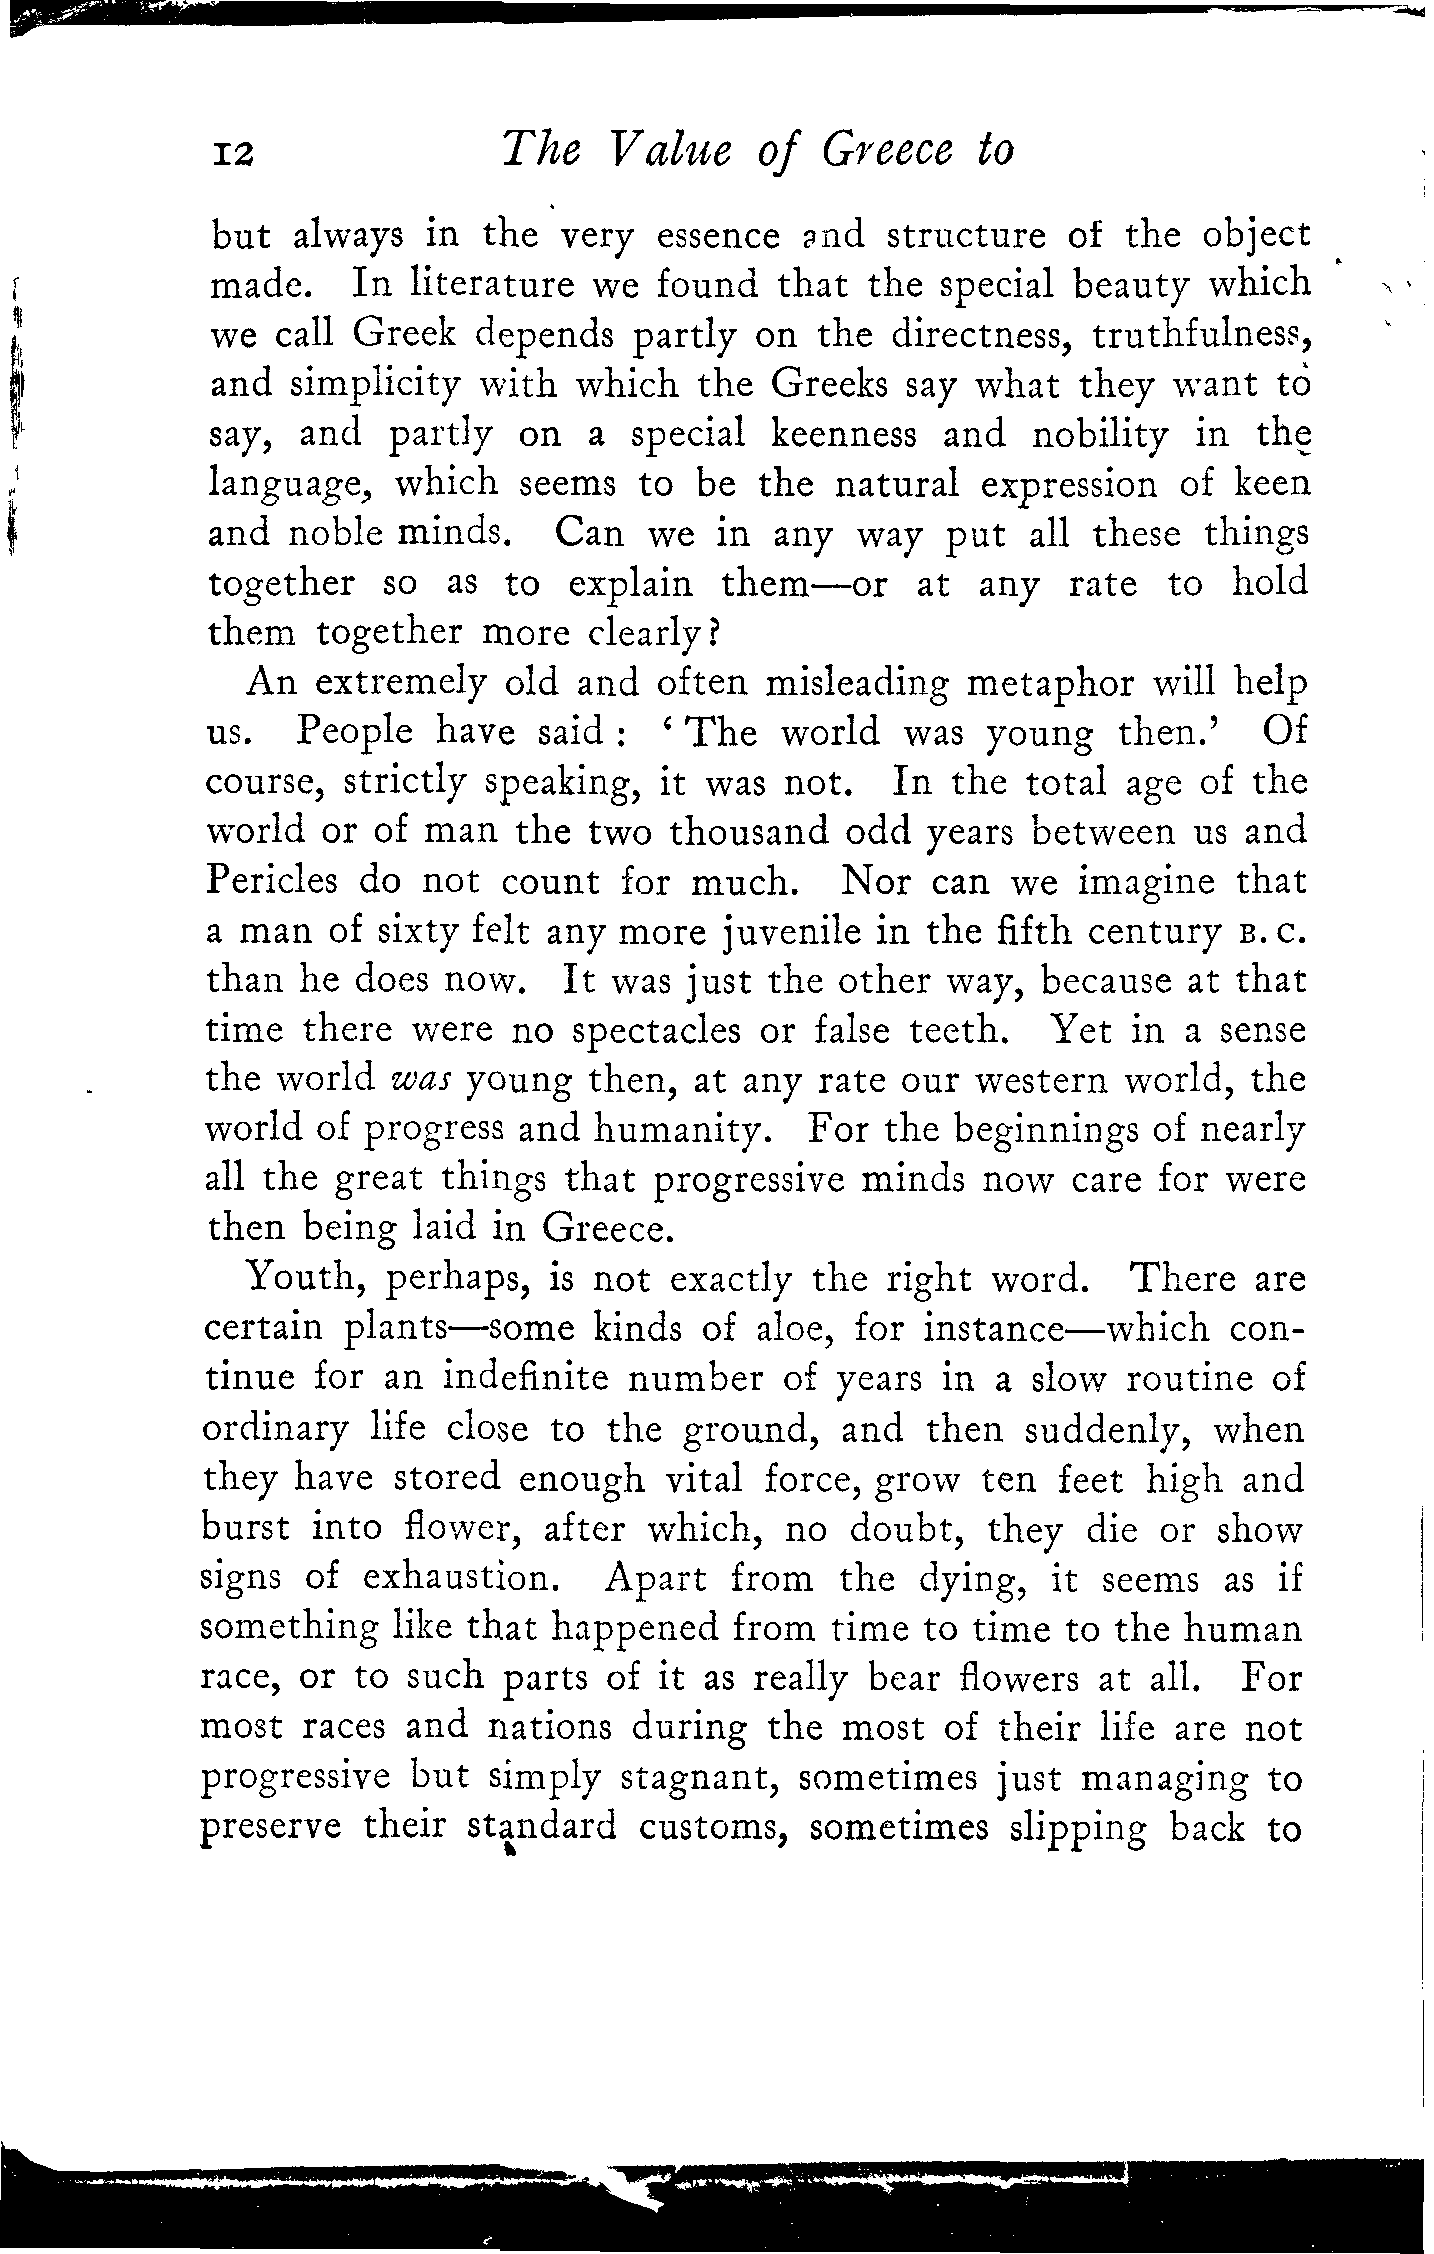 12 The Value of Greece to
but always in the very essence and structure of the object
made. In literature we found that the special beauty which
we call Greek depends partly on the directness, truthfulness,
and simplicity with which the Greeks say what they want to
say, and partly on a special keenness and nobility in the
language, which seems to be the natural expression of keen
and noble minds. Can we in any way put all these things
together so as to explain them—or at any rate to hold
them together more clearly?
An extremely old and often misleading metaphor will help
us. People have said : ‘ The world was young then.’ Of
course, strictly speaking, it was not. In the total age of the
world or of man the two thousand odd years between us and
Pericles do not count for much. Nor can we imagine that
a man of sixty felt any more juvenile in the fifth century B. C.
than he does now. It was just the other way, because at that
time there were no spectacles or false teeth. Yet in a sense
the world was young then, at any rate our western world, the
world of progress and humanity. For the beginnings of nearly
all the great things that progressive minds now care for were
then being laid in Greece.
Youth, perhaps, is not exactly the right word. There are
certain plants—some kinds of aloe, for instance—which con-
tinue for an indefinite number of years in a slow routine of
ordinary life close to the ground, and then suddenly, when
they have stored enough vital force, grow ten feet high and
burst into flower, after which, no doubt, they die or show
signs of exhaustion. Apart from the dying, it seems as if
something like that happened from time to time to the human
race, or to such parts of it as really bear flowers at all. For
most races and nations during the most of their life are not
progressive but simply stagnant, sometimes just managing to
preserve their standard customs, sometimes slipping back to